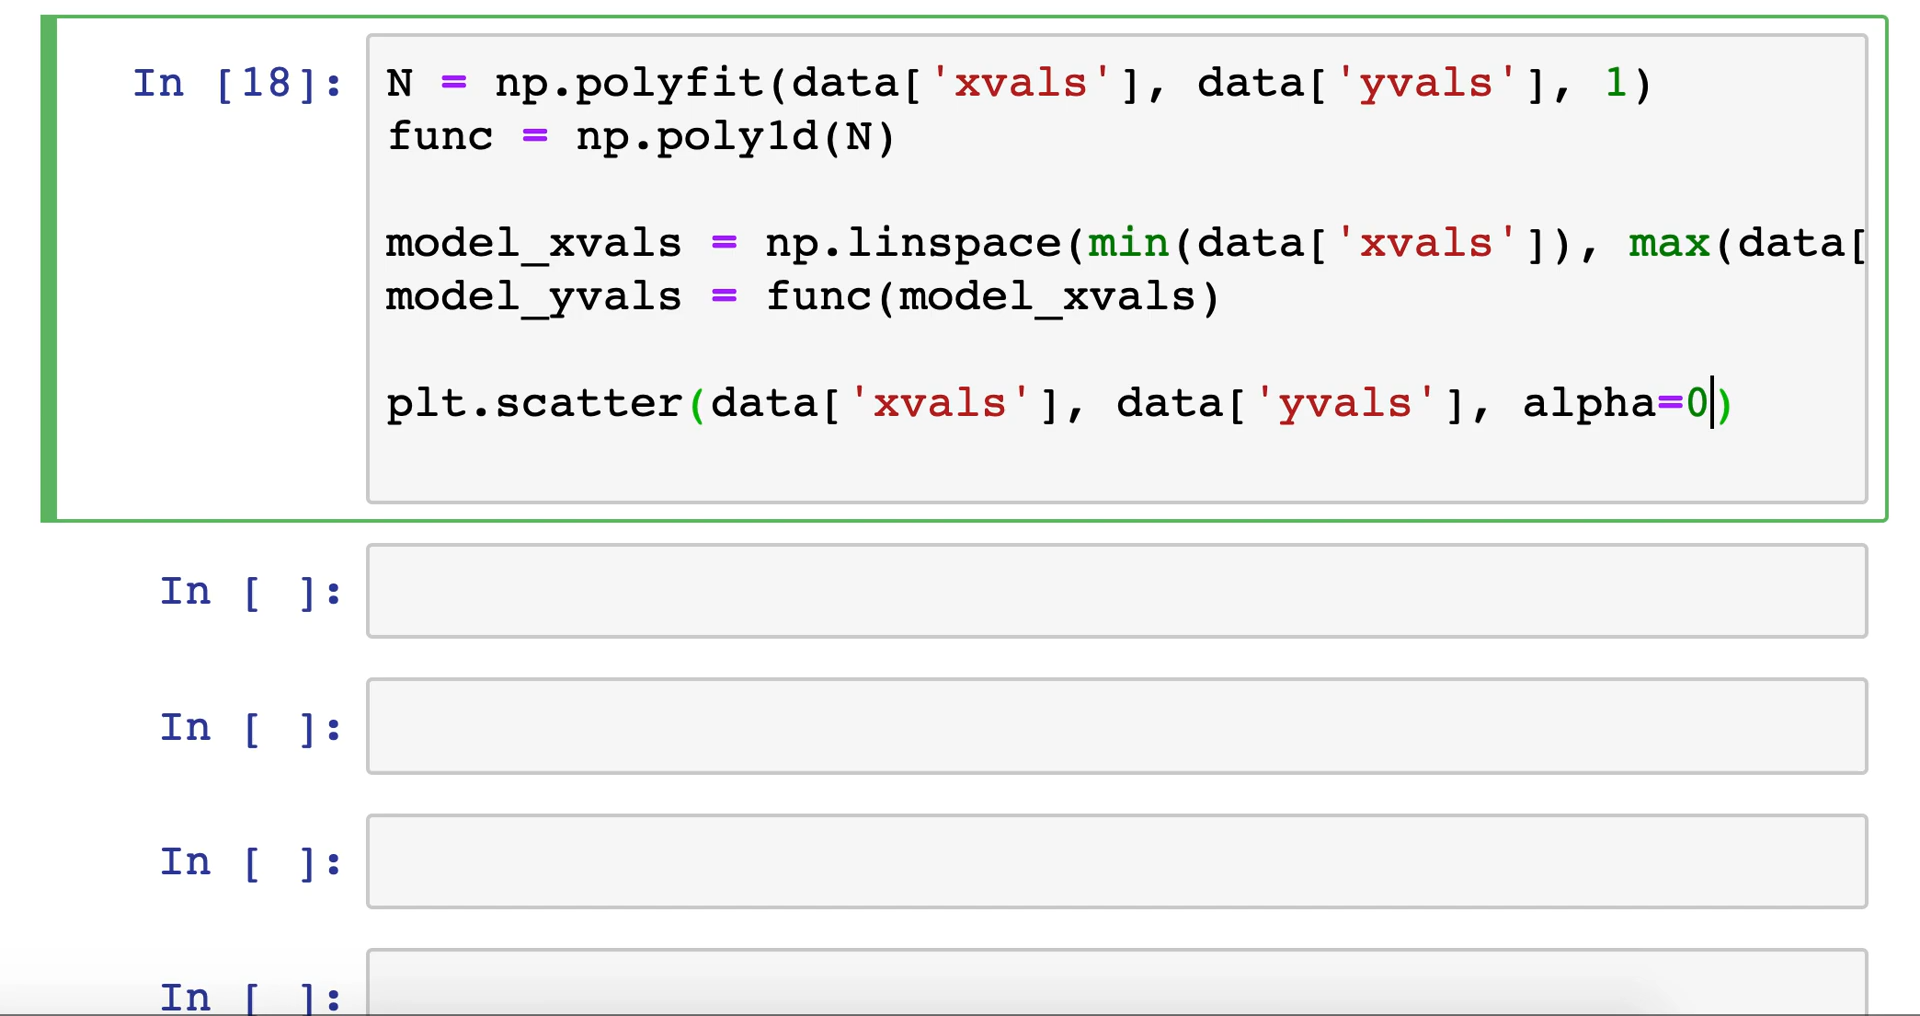 In [18]: N = np.polyfit(data['xvals'], data['yvals'], 1)
func = np.poly1d(N)
model_xvals = np.linspace(min(data['xvals']), max(data[
model_yvals = func(model_xvals)
plt.scatter(data['xvals'], data['yvals'], alpha=0)
In [ ]:
In [ ]:
In [ ]:
In [ ]: